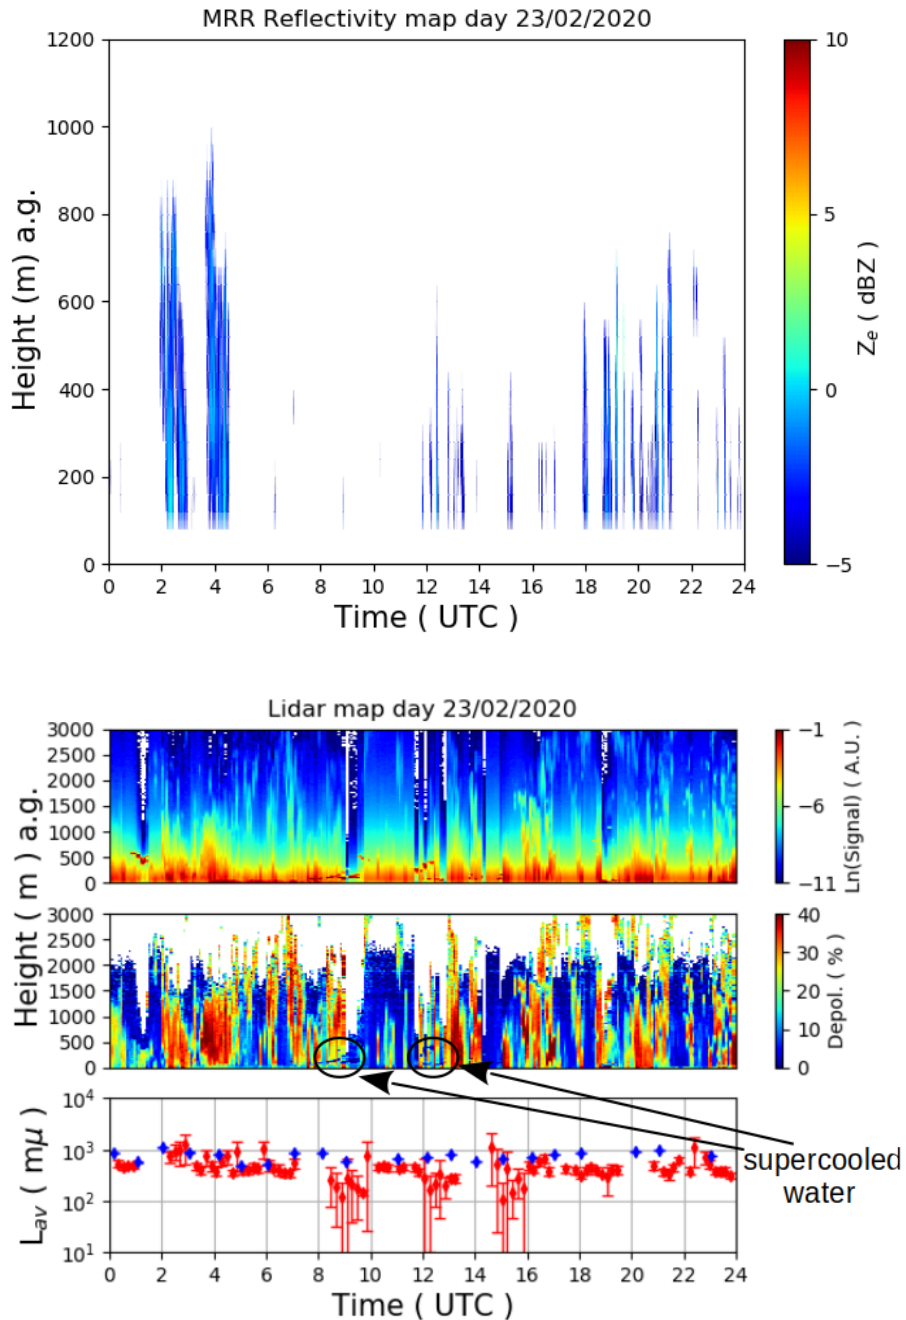 MRR Reflectivity map day 23/02/2020
1200
1000
800
600
400
200
0
Height (m) a.g.
0 2 4 6 8 10 12 14 16 18 20 22 24
Time ( UTC )
10
5
0
−5
Zₑ ( dBZ )
Lidar map day 23/02/2020
3000
2500
2000
1500
1000
500
0
−1
−6
−11
Ln(Signal) ( A.U. )
Height ( m ) a.g.
3000
2500
2000
1500
1000
500
0
40
30
20
10
0
Depol. ( % )
10⁴
10³
10²
10¹
L_av ( mμ )
supercooled
water
0 2 4 6 8 10 12 14 16 18 20 22 24
Time ( UTC )